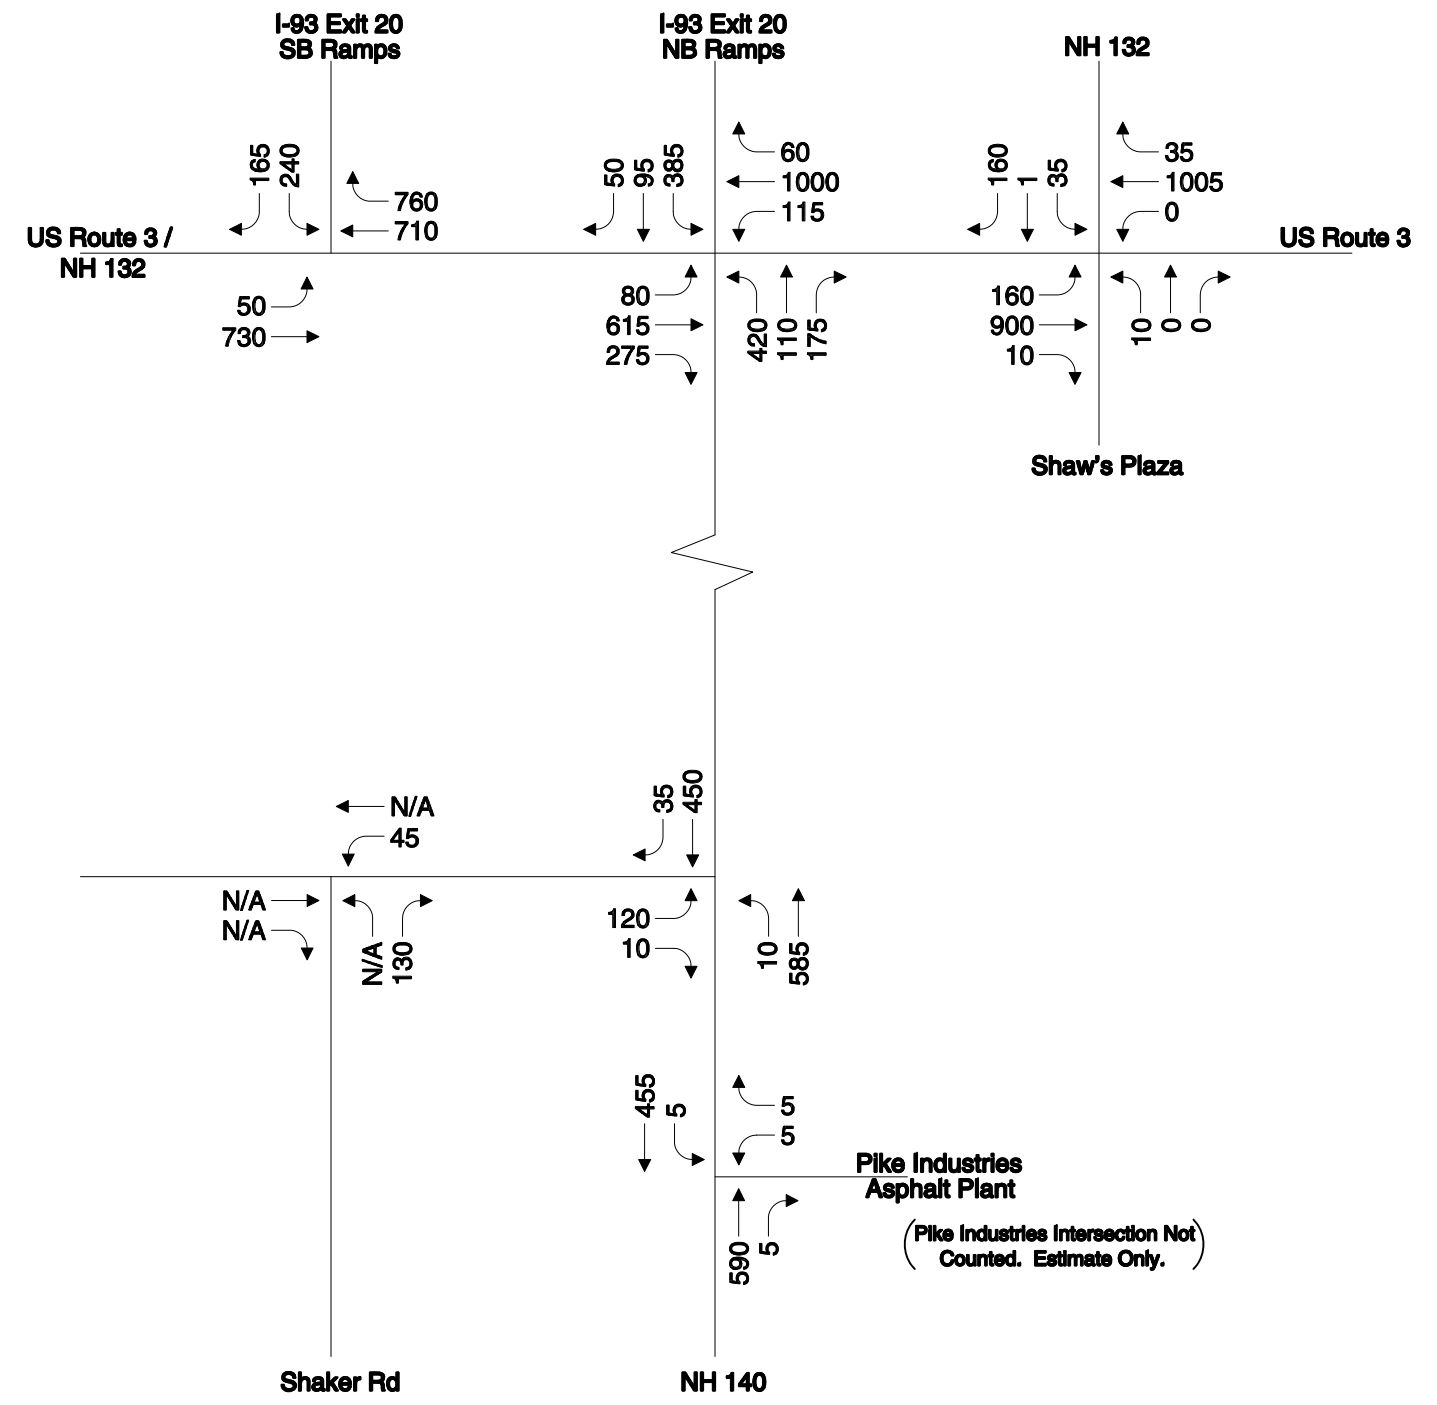 I-93 Exit 20
SB Ramps
I-93 Exit 20
NB Ramps
NH 132
165
240
760
710
50
95
385
60
1000
115
160
1
35
35
1005
0
US Route 3 /
NH 132
US Route 3
50
730
80
615
275
420
110
175
160
900
10
10
0
0
Shaw's Plaza
N/A
45
35
450
N/A
N/A
N/A
130
120
10
10
585
455
5
5
5
Pike Industries
Asphalt Plant
590
5
(Pike Industries Intersection Not
Counted. Estimate Only.)
Shaker Rd
NH 140